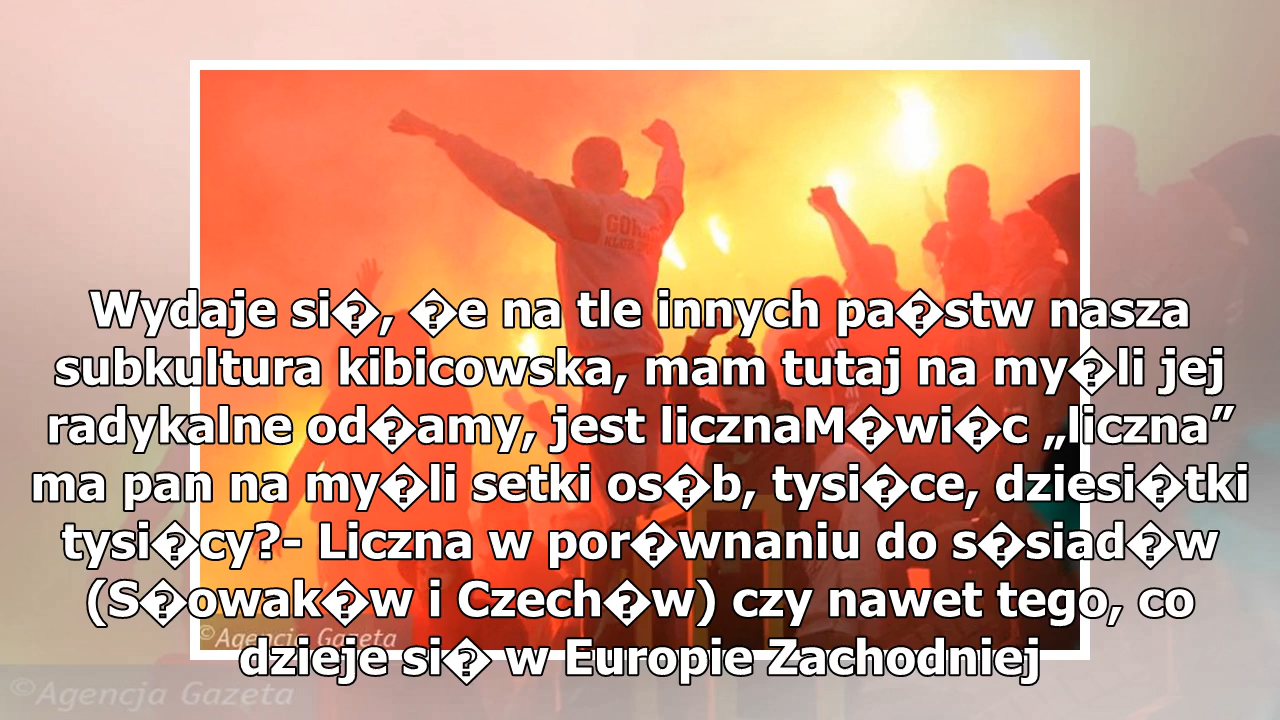 GÓR
KLUB
Wydaje si�, �e na tle innych pa�stw nasza
subkultura kibicowska, mam tutaj na my�li jej
radykalne od�amy, jest licznaM�wi�c „liczna”
ma pan na my�li setki os�b, tysi�ce, dziesi�tki
tysi�cy?- Liczna w por�wnaniu do s�siad�w
(S�owak�w i Czech�w) czy nawet tego, co
©Agencja Gazeta
dzieje si� w Europie Zachodniej
©Agencja Gazeta